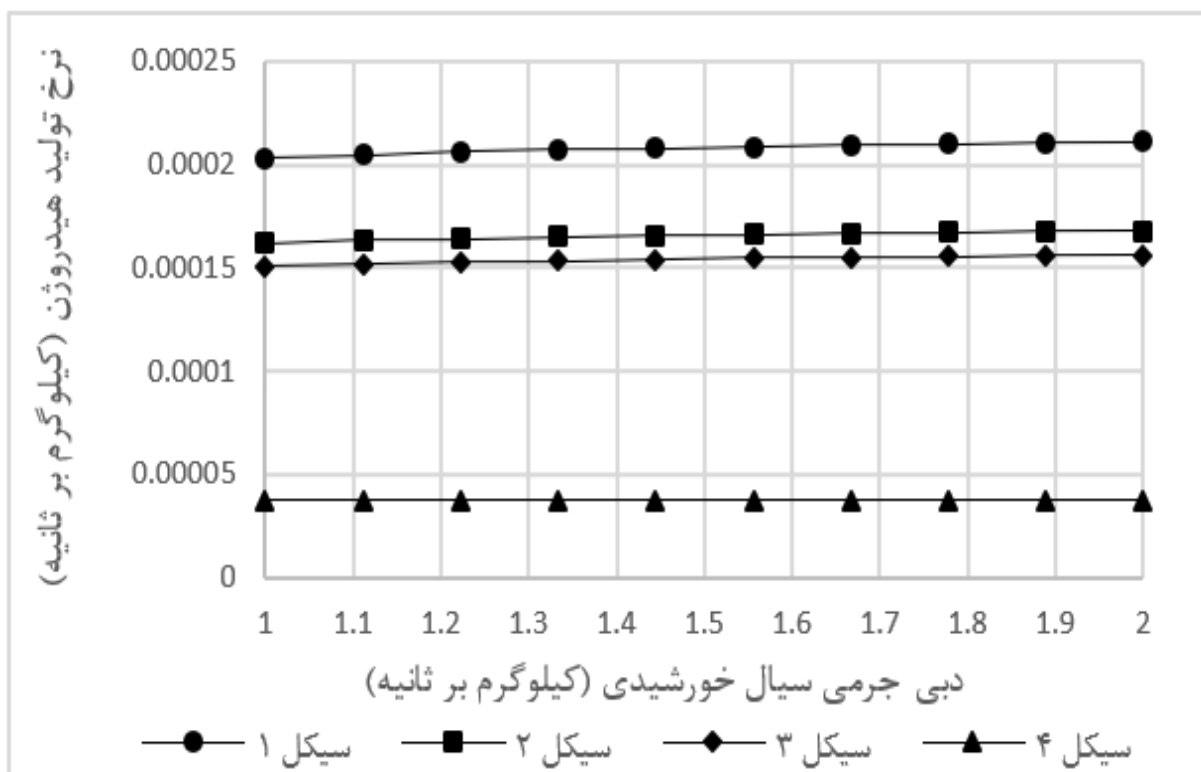 نرخ تولید هیدروژن (کیلوگرم بر ثانیه)
0.00025
0.0002
0.00015
0.0001
0.00005
0
1 1.1 1.2 1.3 1.4 1.5 1.6 1.7 1.8 1.9 2
دبی جرمی سیال خورشیدی (کیلوگرم بر ثانیه)
سیکل ۱ سیکل ۲ سیکل ۳ سیکل ۴